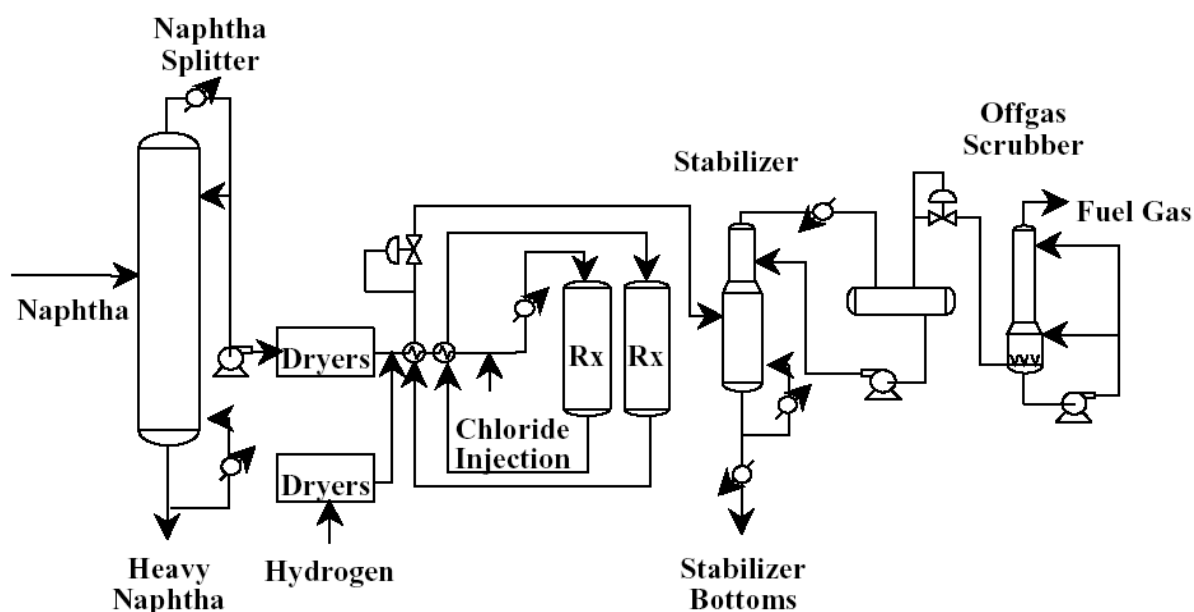 Naphtha
Splitter
Offgas
Scrubber
Stabilizer
Fuel Gas
Naphtha
Dryers
Rx
Rx
Chloride
Injection
Dryers
Heavy
Naphtha
Hydrogen
Stabilizer
Bottoms